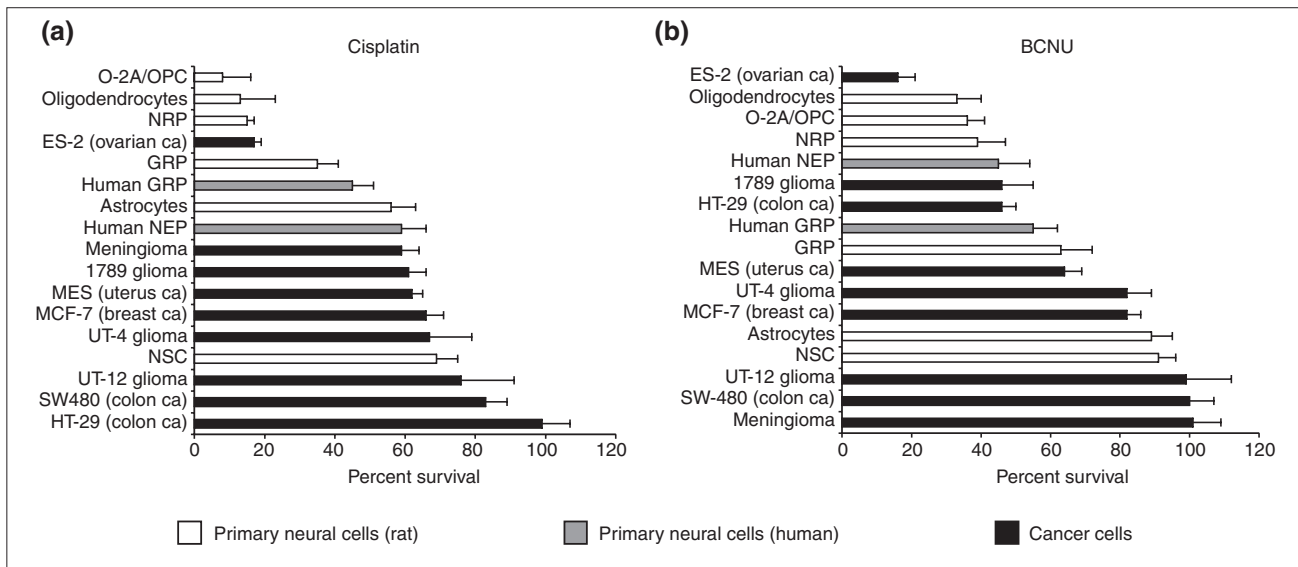 (a)
Cisplatin
O-2A/OPC
Oligodendrocytes
NRP
ES-2 (ovarian ca)
GRP
Human GRP
Astrocytes
Human NEP
Meningioma
1789 glioma
MES (uterus ca)
MCF-7 (breast ca)
UT-4 glioma
NSC
UT-12 glioma
SW480 (colon ca)
HT-29 (colon ca)
0 20 40 60 80 100 120
Percent survival
(b)
BCNU
ES-2 (ovarian ca)
Oligodendrocytes
O-2A/OPC
NRP
Human NEP
1789 glioma
HT-29 (colon ca)
Human GRP
GRP
MES (uterus ca)
UT-4 glioma
MCF-7 (breast ca)
Astrocytes
NSC
UT-12 glioma
SW-480 (colon ca)
Meningioma
0 20 40 60 80 100 120
Percent survival
Primary neural cells (rat)
Primary neural cells (human)
Cancer cells